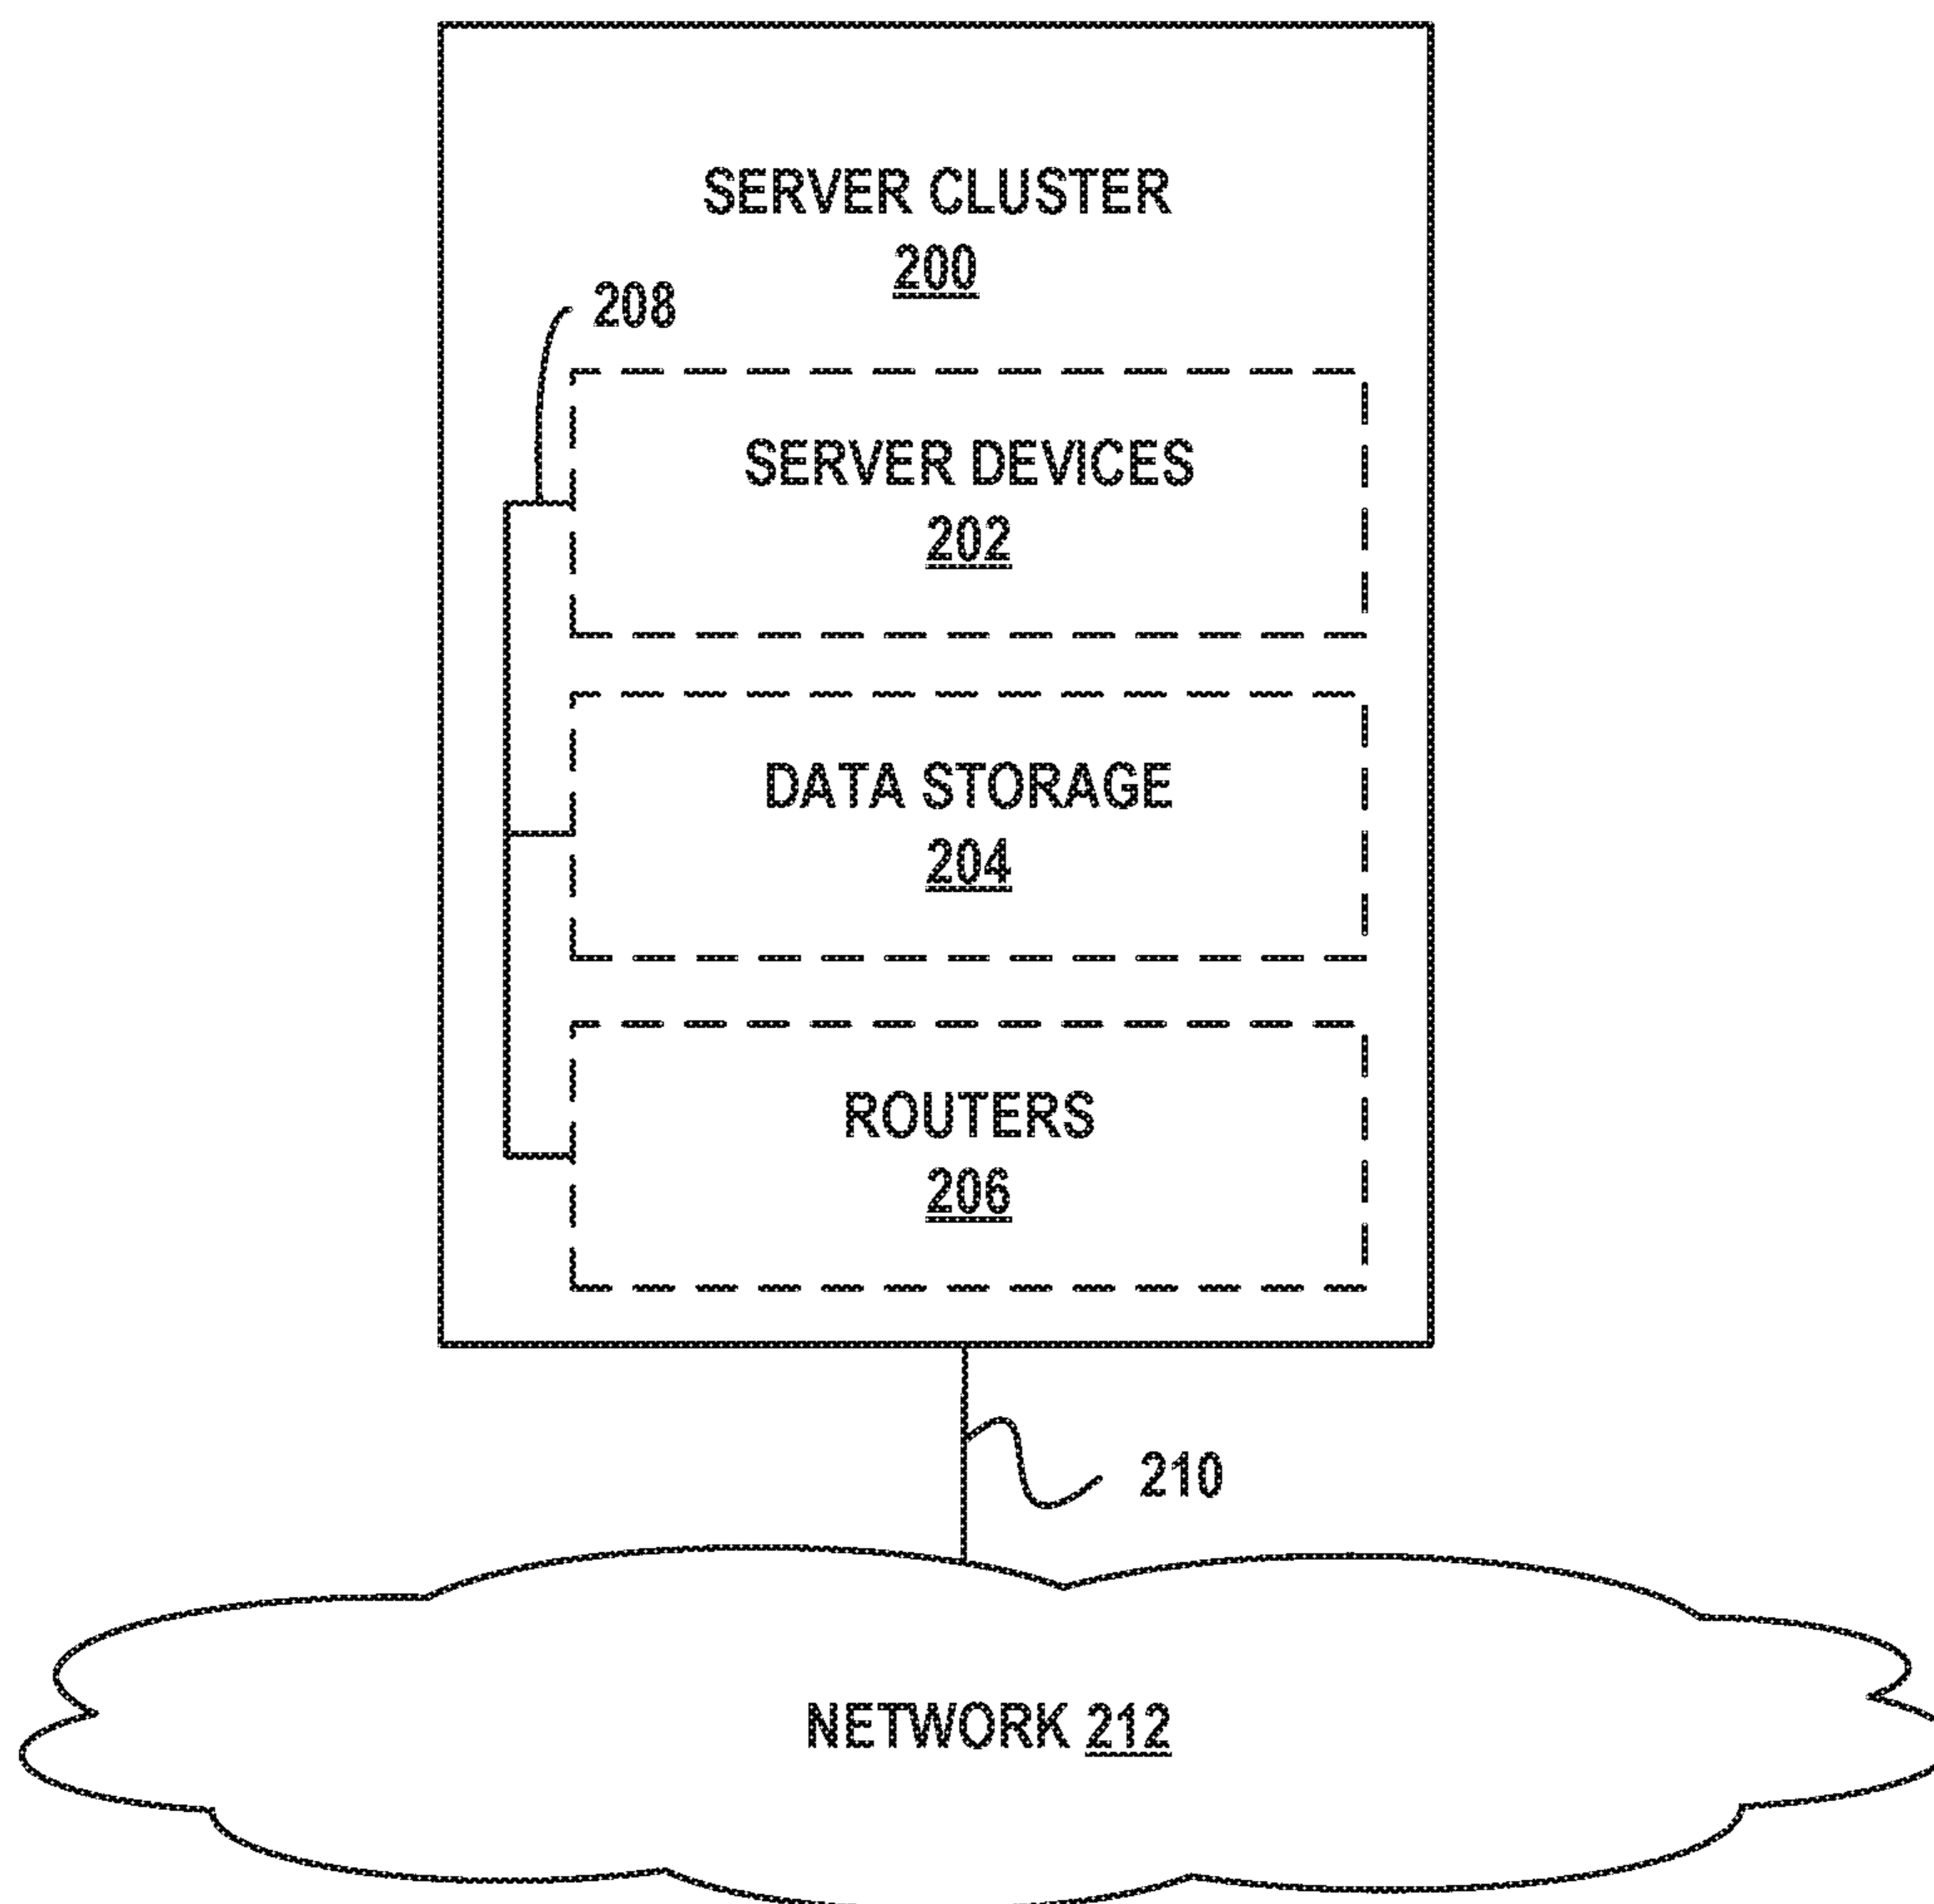 SERVER CLUSTER
200
208
SERVER DEVICES
202
DATA STORAGE
204
ROUTERS
206
210
NETWORK 212